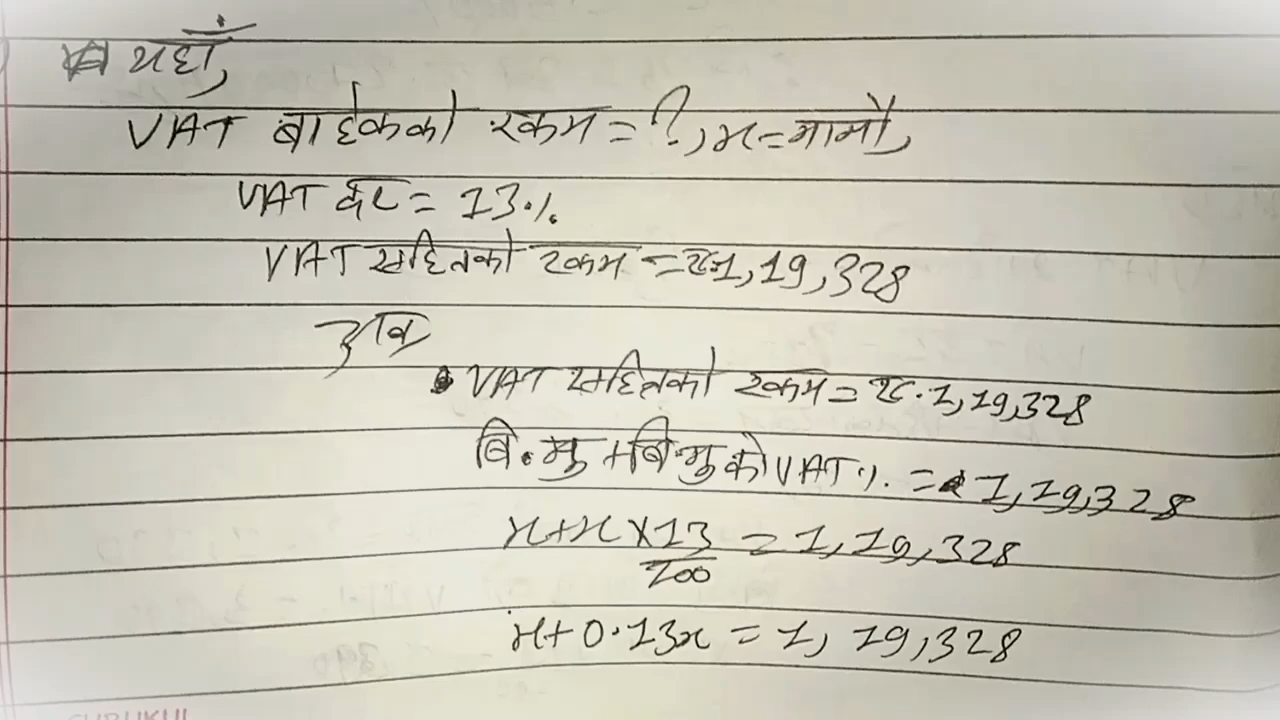 यहाँ,
VAT बाहेकको रकम = ?, x = मानौं,
VAT दर = 13%
VAT सहितको रकम = रु 1,19,328
अब
VAT सहितको रकम = रु. 1,19,328
बि.मु + बि.मु को VAT% = 1,19,328
x + x × 13/100 = 1,19,328
x + 0.13x = 1,19,328